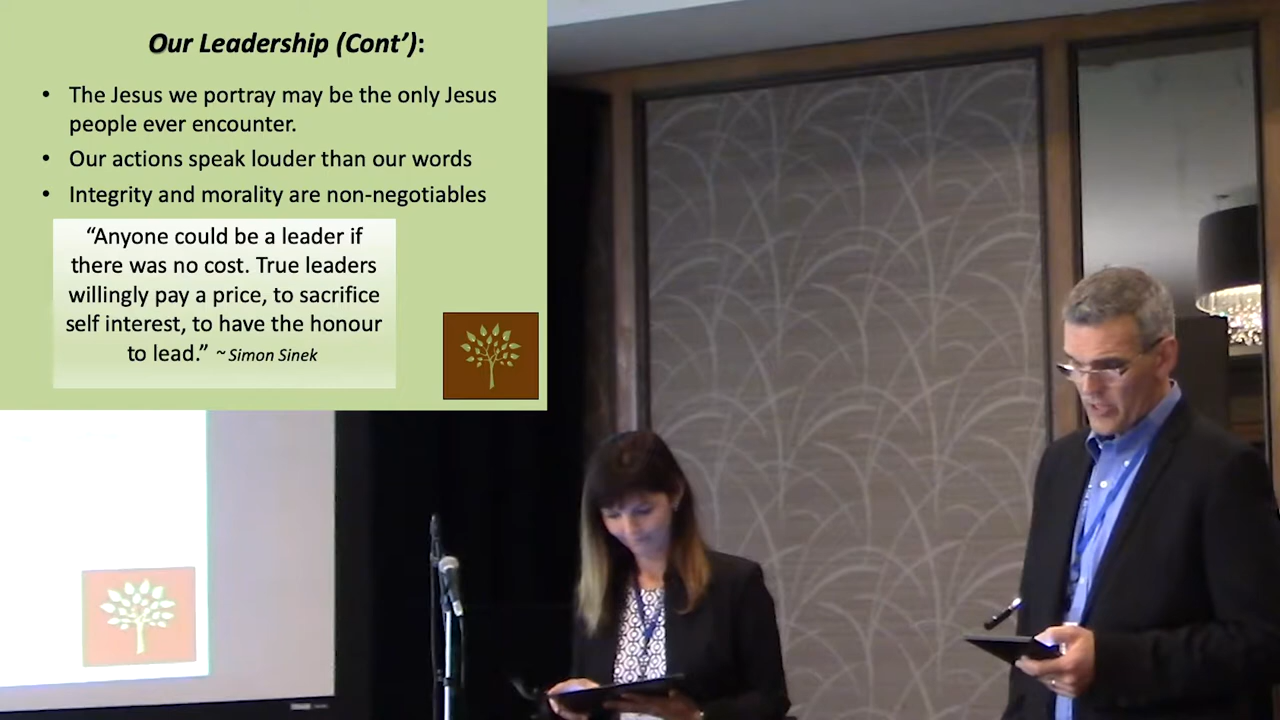 Our Leadership (Cont’):
• The Jesus we portray may be the only Jesus
people ever encounter.
• Our actions speak louder than our words
• Integrity and morality are non-negotiables
“Anyone could be a leader if
there was no cost. True leaders
willingly pay a price, to sacrifice
self interest, to have the honour
to lead.” ~ Simon Sinek